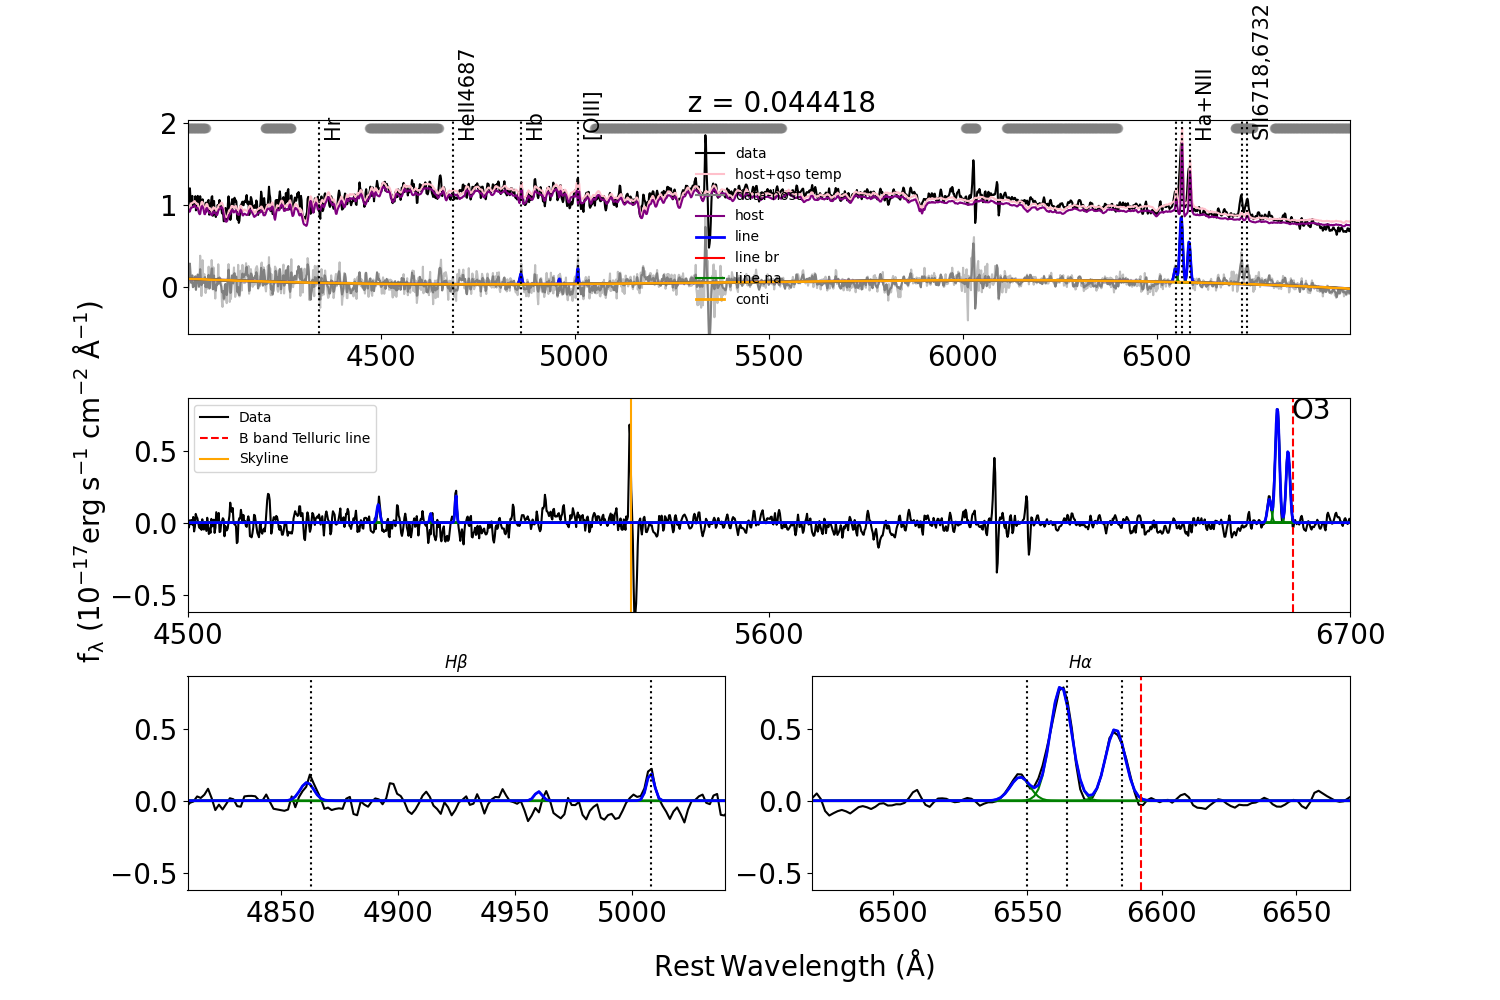 z = 0.044418
Hr
HeII4687
Hb
[OIII]
Ha+NII
SII6718,6732
2
1
0
data
host+qso temp
data-host
host
line
line br
line na
conti
4500
5000
5500
6000
6500
Data
B band Telluric line
Skyline
O3
0.5
0.0
−0.5
4500
5600
6700
fλ (10⁻¹⁷erg s⁻¹ cm⁻² Å⁻¹)
Hβ
0.5
0.0
−0.5
4850
4900
4950
5000
Hα
0.5
0.0
−0.5
6500
6550
6600
6650
Rest Wavelength (Å)